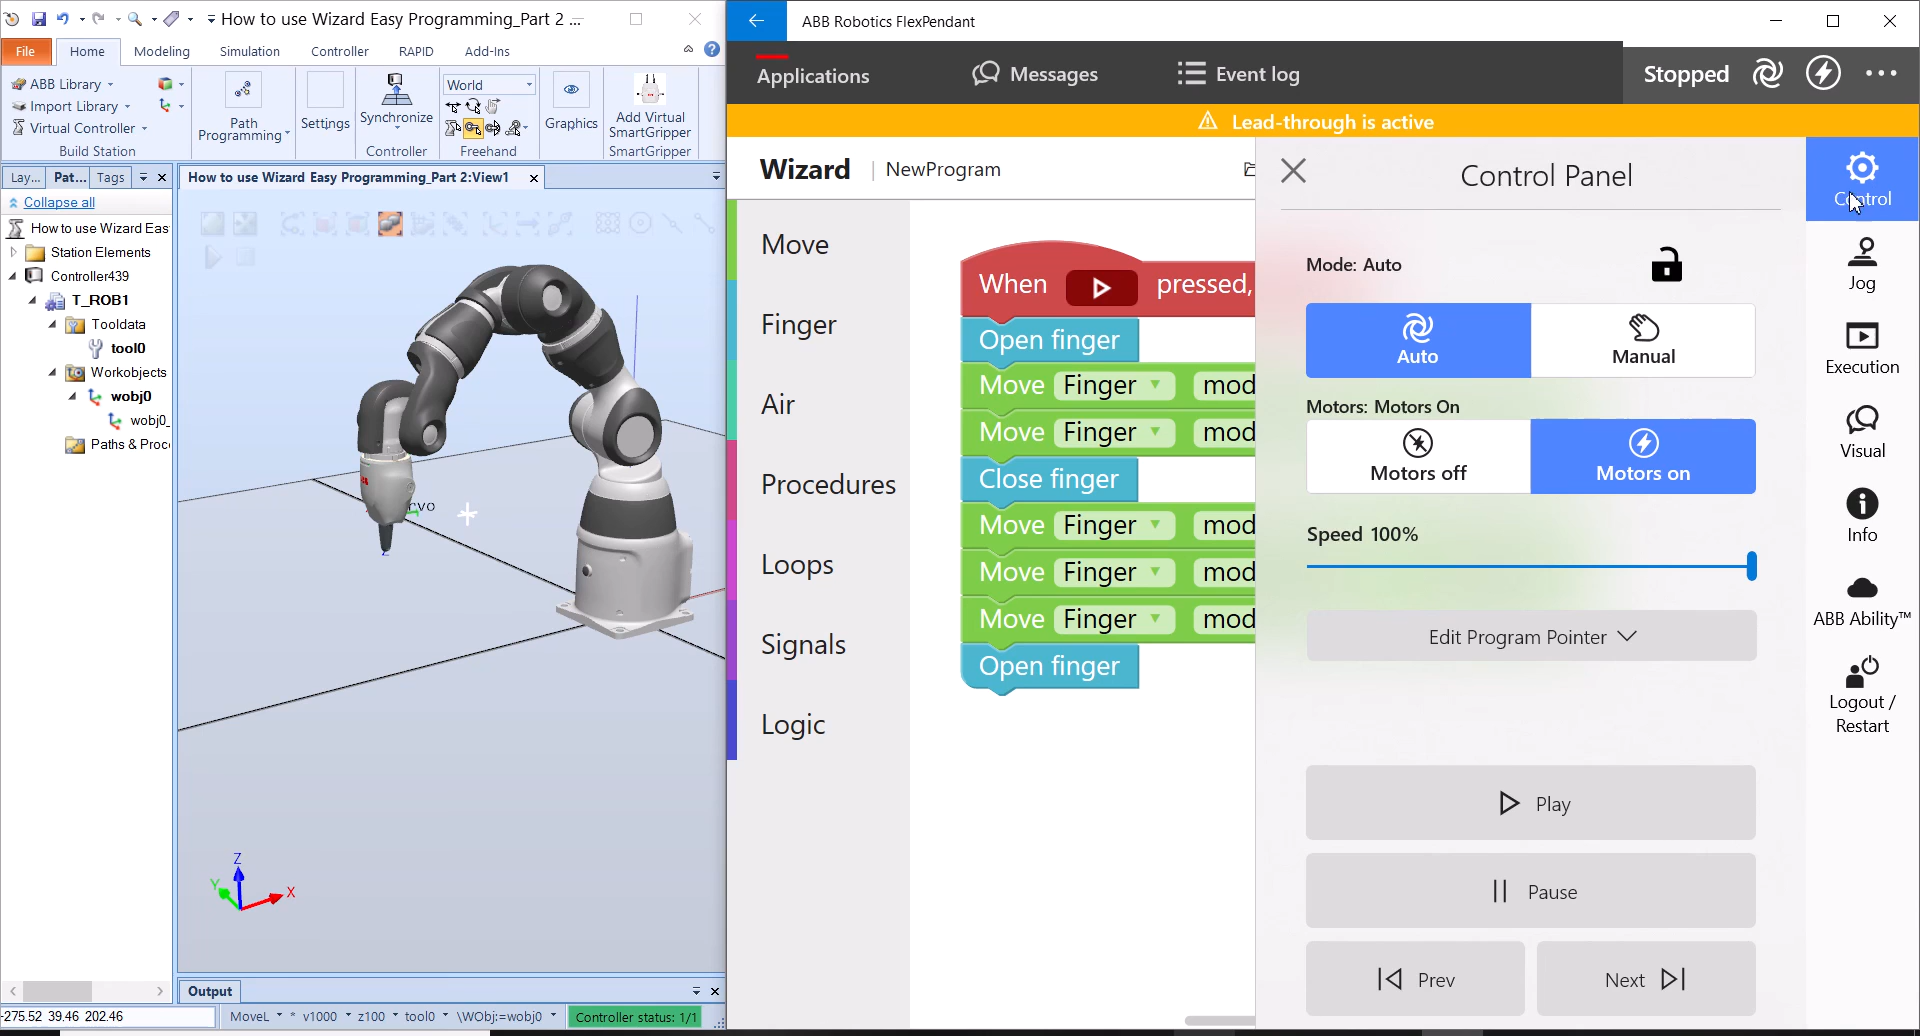 How to use Wizard Easy Programming_Part 2 ...
File Home Modeling Simulation Controller RAPID Add-Ins
ABB Library
Import Library
Virtual Controller
Build Station
Path
Programming
Settings
Synchronize
Controller
World
Freehand
Graphics
Add Virtual
SmartGripper
SmartGripper
Lay... Pat... Tags
Collapse all
How to use Wizard Eas
Station Elements
Controller439
T_ROB1
Tooldata
tool0
Workobjects
wobj0
wobj0_
Paths & Proc
How to use Wizard Easy Programming_Part 2:View1
Z
Y
X
Output
-275.52 39.46 202.46
MoveL * v1000 z100 tool0 \WObj:=wobj0 Controller status: 1/1
ABB Robotics FlexPendant
Applications Messages Event log Stopped
Lead-through is active
Wizard NewProgram
Move
Finger
Air
Procedures
Loops
Signals
Logic
When pressed,
Open finger
Move Finger mod
Move Finger mod
Close finger
Move Finger mod
Move Finger mod
Move Finger mod
Open finger
Control Panel
Mode: Auto
Auto Manual
Motors: Motors On
Motors off Motors on
Speed 100%
Edit Program Pointer
Play
Pause
Prev Next
Control
Jog
Execution
Visual
Info
ABB Ability™
Logout /
Restart